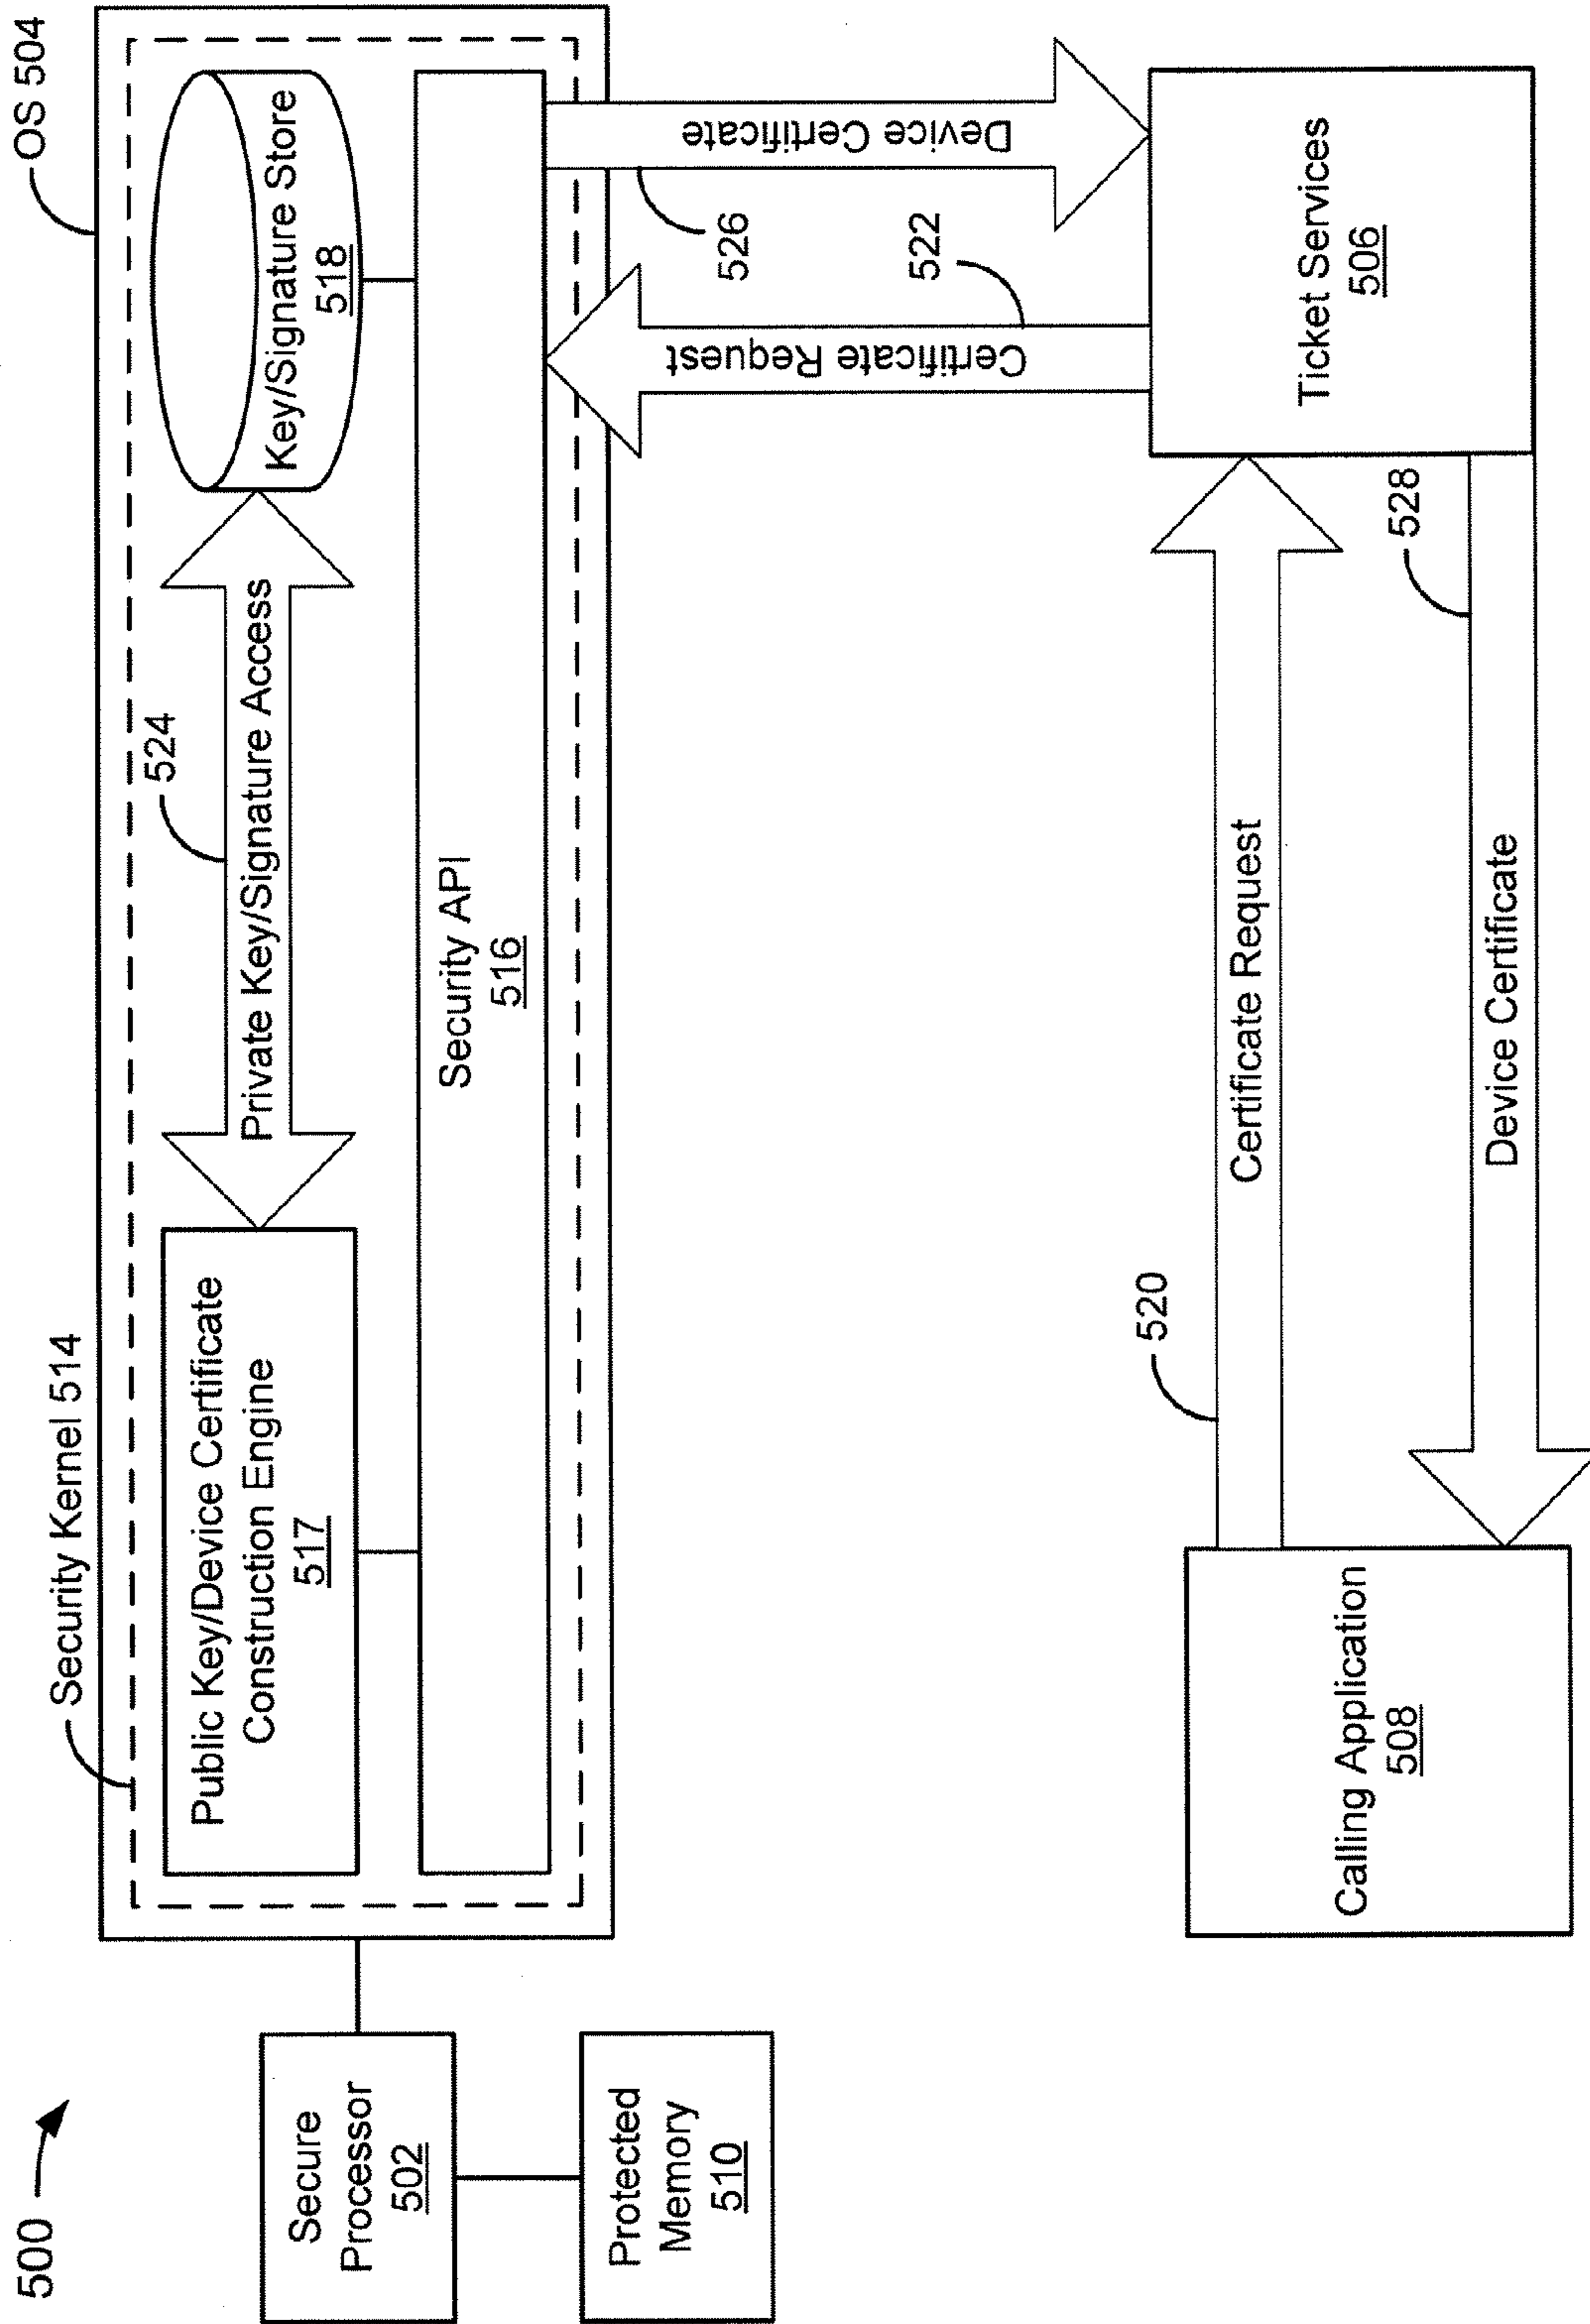 500
OS 504
Security Kernel 514
Public Key/Device Certificate
Construction Engine
517
524
Private Key/Signature Access
Key/Signature Store
518
Security API
516
Secure
Processor
502
Protected
Memory
510
526
Device Certificate
522
Certificate Request
520
Certificate Request
528
Device Certificate
Calling Application
508
Ticket Services
506